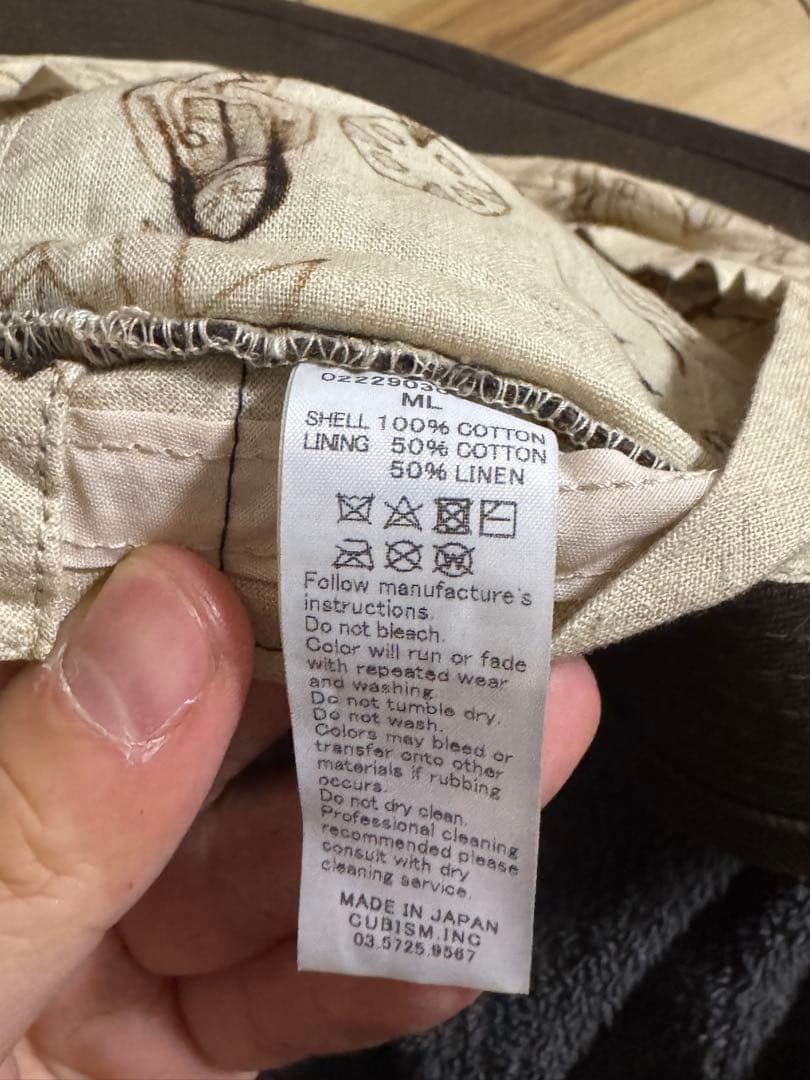 ML
SHELL 100% COTTON
LINING 50% COTTON
50% LINEN
Follow manufacture's
instructions.
Do not bleach.
Color will run or fade
with repeated wear
and washing
Do not tumble dry.
Do not wash.
Colors may bleed or
transfer onto other
materials if rubbing
occurs.
Do not dry clean.
Professional cleaning
recommended please
consult with dry
cleaning service.
MADE IN JAPAN
CUBISM.INC
03.5725.9567